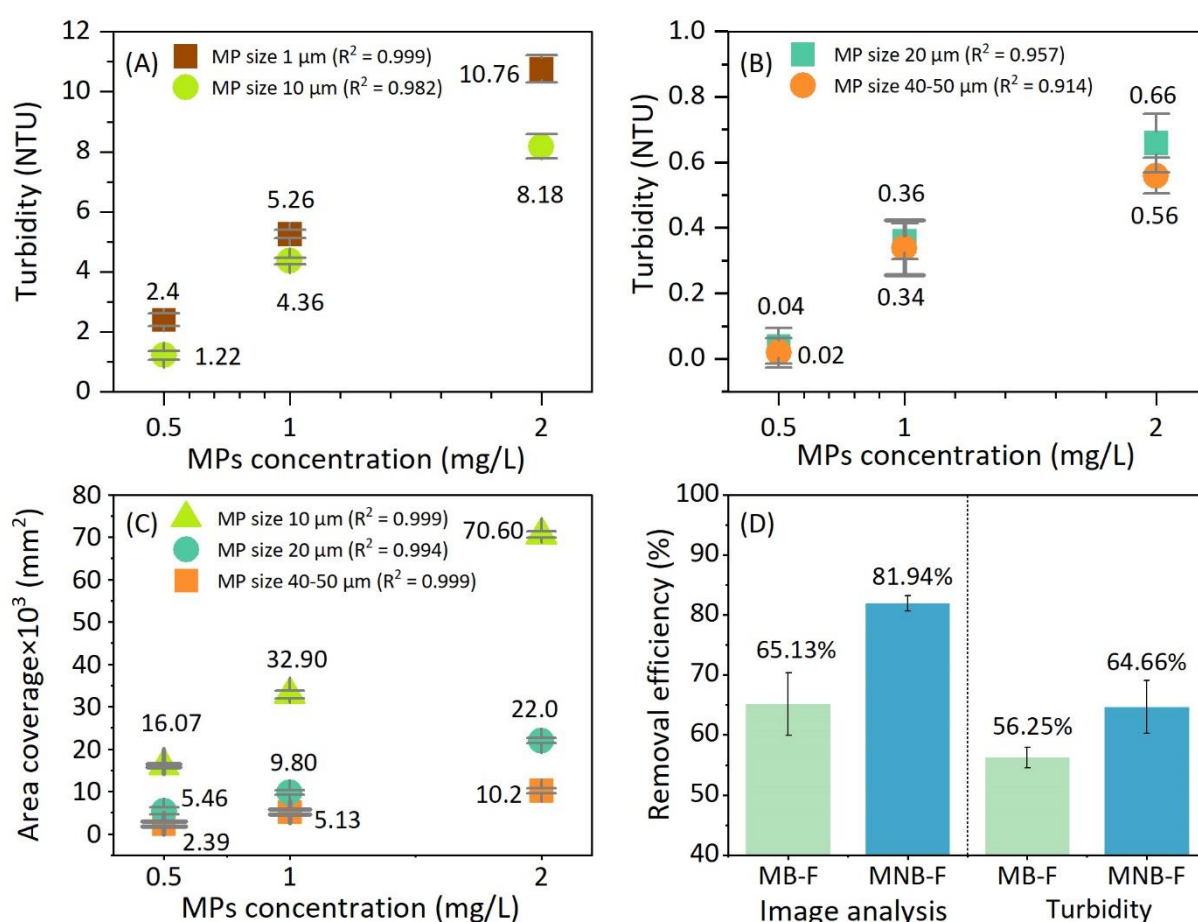 (A)
MP size 1 μm (R² = 0.999)
MP size 10 μm (R² = 0.982)
Turbidity (NTU)
12
10
8
6
4
2
0
2.4
1.22
5.26
4.36
10.76
8.18
0.5
1
2
MPs concentration (mg/L)
(B)
MP size 20 μm (R² = 0.957)
MP size 40-50 μm (R² = 0.914)
Turbidity (NTU)
1.0
0.8
0.6
0.4
0.2
0.0
0.04
0.02
0.36
0.34
0.66
0.56
0.5
1
2
MPs concentration (mg/L)
(C)
MP size 10 μm (R² = 0.999)
MP size 20 μm (R² = 0.994)
MP size 40-50 μm (R² = 0.999)
Area coverage×10³ (mm²)
80
70
60
50
40
30
20
10
0
16.07
5.46
2.39
32.90
9.80
5.13
70.60
22.0
10.2
0.5
1
2
MPs concentration (mg/L)
(D)
Removal efficiency (%)
100
90
80
70
60
50
40
65.13%
81.94%
56.25%
64.66%
MB-F
MNB-F
MB-F
MNB-F
Image analysis
Turbidity